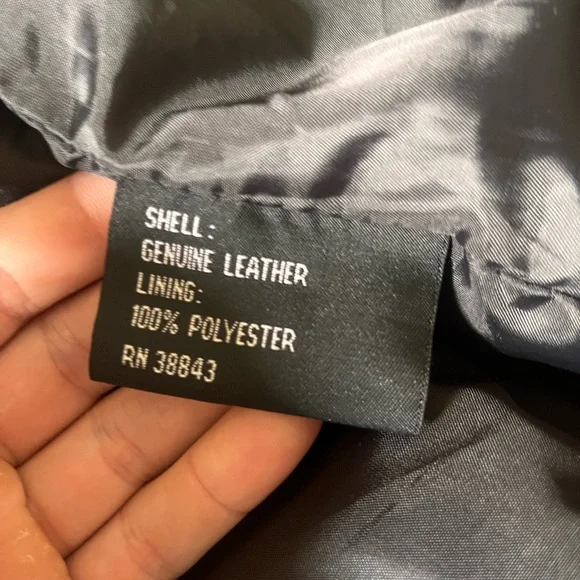 SHELL:
GENUINE LEATHER
LINING:
100% POLYESTER
RN 38843